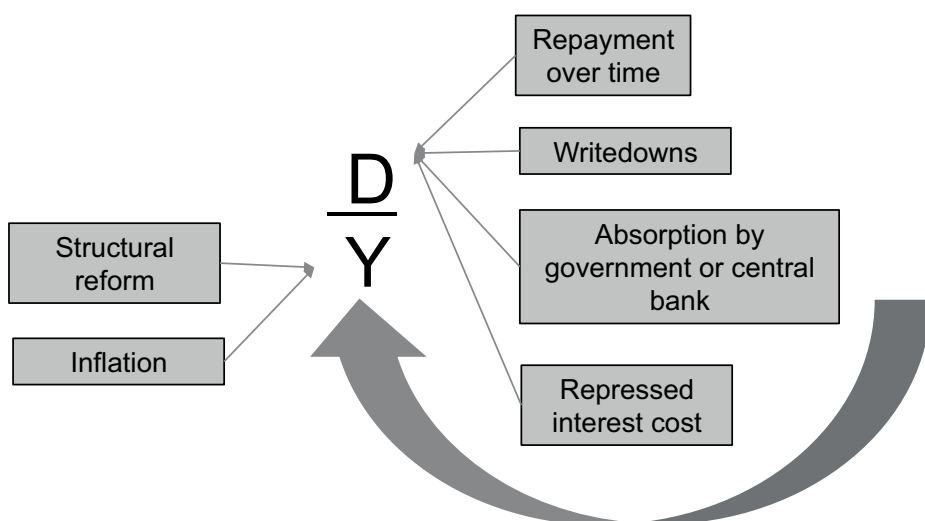 Repayment
over time
Writedowns
D
Y
Structural
reform
Absorption by
government or central
bank
Inflation
Repressed
interest cost